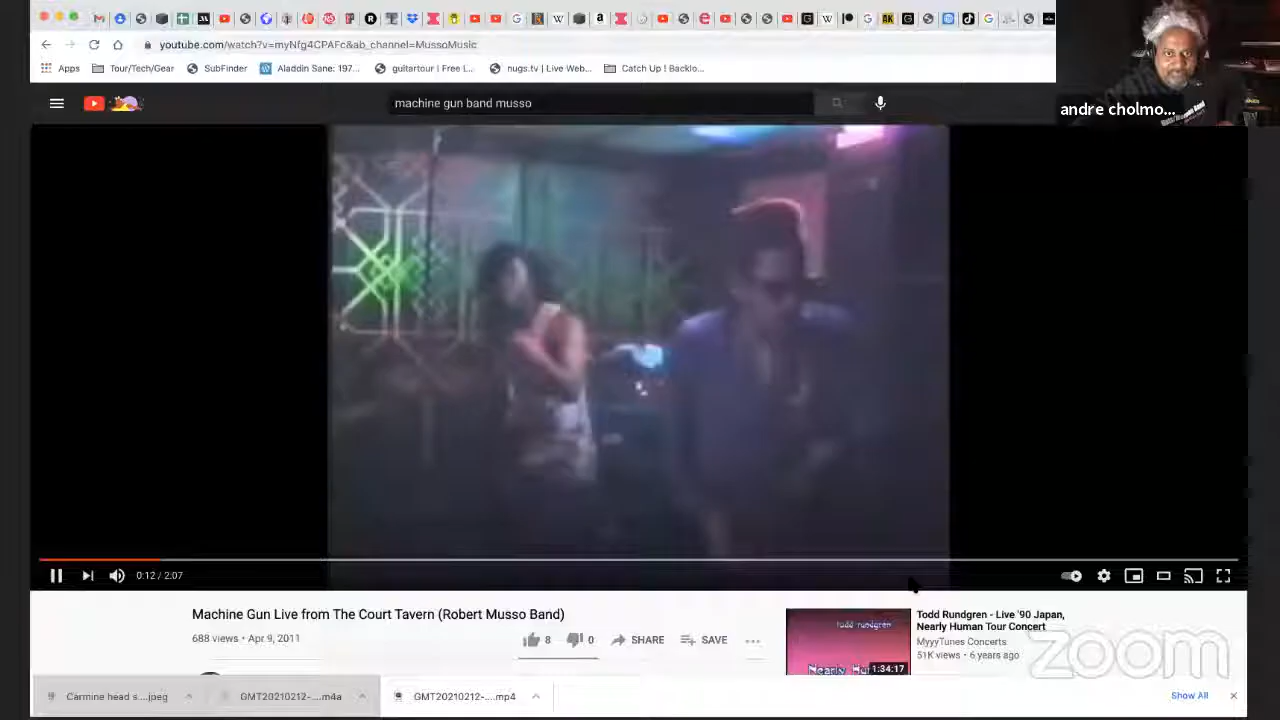 youtube.com/watch?v=myNfg4CPAFc&ab_channel=MussoMusic
Apps
Tour/Tech/Gear
SubFinder
Aladdin Sane: 197...
guitartour | Free L...
nugs.tv | Live Web...
Catch Up ! Backlo...
andre cholmo...
machine gun band musso
0:12 / 2:07
Machine Gun Live from The Court Tavern (Robert Musso Band)
688 views • Apr 9, 2011
8
0
SHARE
SAVE
todd rundgren
Nearly Hu
1:34:17
Todd Rundgren - Live '90 Japan,
Nearly Human Tour Concert
MyyyTunes Concerts
51K views • 6 years ago
zoom
Carmine head s....jpeg
GMT20210212-....m4a
GMT20210212-....mp4
Show All